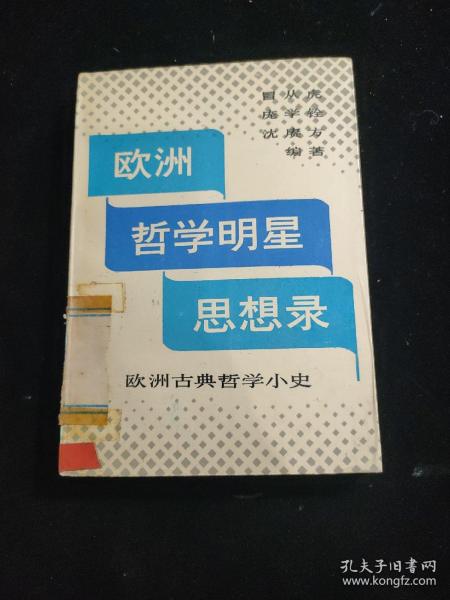 冒从虎
庞学铨
沈赓方
编著
欧洲
哲学明星
思想录
欧洲古典哲学小史
孔夫子旧书网
www.kongfz.com